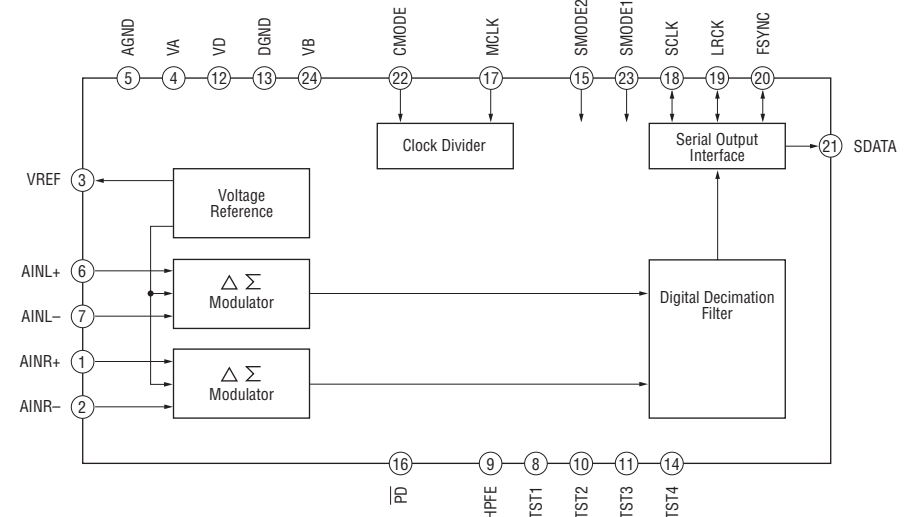 AGND
VA
VD
DGND
VB
CMODE
MCLK
SMODE2
SMODE1
SCLK
LRCK
FSYNC
5
4
12
13
24
22
17
15
23
18
19
20
Clock Divider
Serial Output
Interface
21
SDATA
VREF
3
Voltage
Reference
AINL+
6
Δ Σ
Modulator
AINL–
7
Digital Decimation
Filter
AINR+
1
Δ Σ
Modulator
AINR–
2
16
9
8
10
11
14
PD
HPFE
TST1
TST2
TST3
TST4